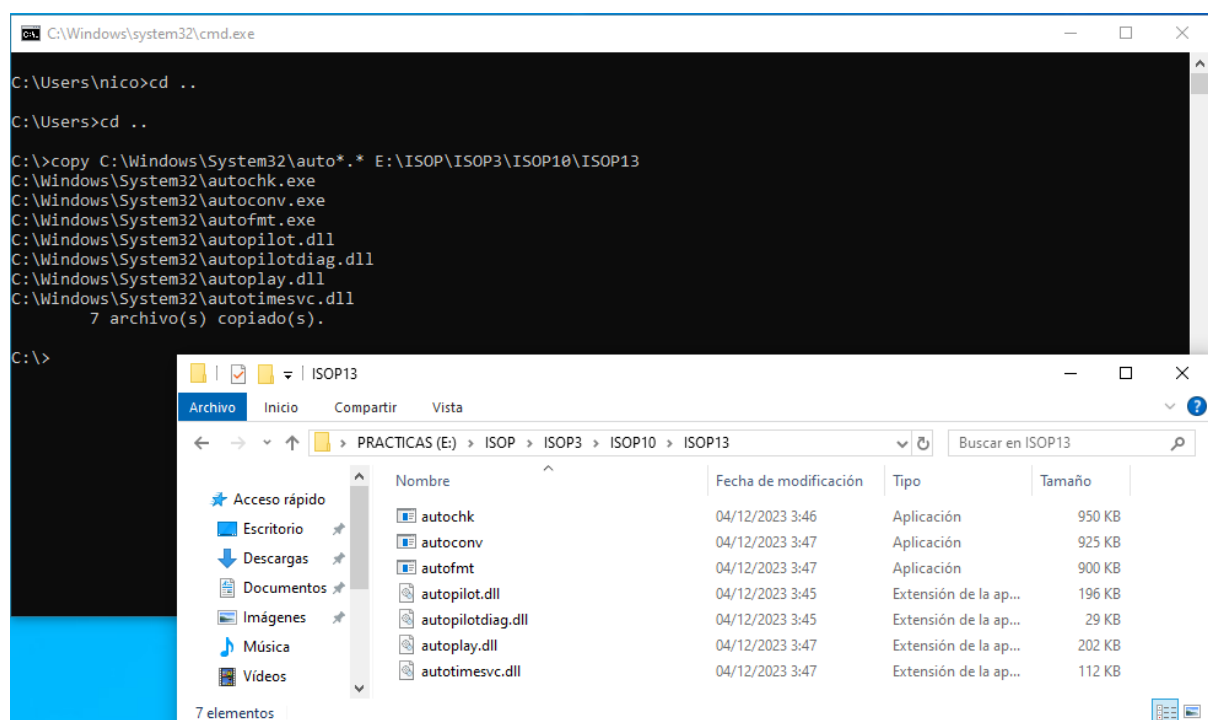 C:\Windows\system32\cmd.exe
C:\Users\nico>cd ..
C:\Users>cd ..
C:\>copy C:\Windows\System32\auto*.* E:\ISOP\ISOP3\ISOP10\ISOP13
C:\Windows\System32\autochk.exe
C:\Windows\System32\autoconv.exe
C:\Windows\System32\autofmt.exe
C:\Windows\System32\autopilot.dll
C:\Windows\System32\autopilotdiag.dll
C:\Windows\System32\autoplay.dll
C:\Windows\System32\autotimesvc.dll
7 archivo(s) copiado(s).
C:\>
ISOP13
Archivo Inicio Compartir Vista
PRACTICAS (E:) > ISOP > ISOP3 > ISOP10 > ISOP13 Buscar en ISOP13
Acceso rápido
Escritorio
Descargas
Documentos
Imágenes
Música
Vídeos
Nombre Fecha de modificación Tipo Tamaño
autochk 04/12/2023 3:46 Aplicación 950 KB
autoconv 04/12/2023 3:47 Aplicación 925 KB
autofmt 04/12/2023 3:47 Aplicación 900 KB
autopilot.dll 04/12/2023 3:45 Extensión de la ap... 196 KB
autopilotdiag.dll 04/12/2023 3:45 Extensión de la ap... 29 KB
autoplay.dll 04/12/2023 3:47 Extensión de la ap... 202 KB
autotimesvc.dll 04/12/2023 3:47 Extensión de la ap... 112 KB
7 elementos